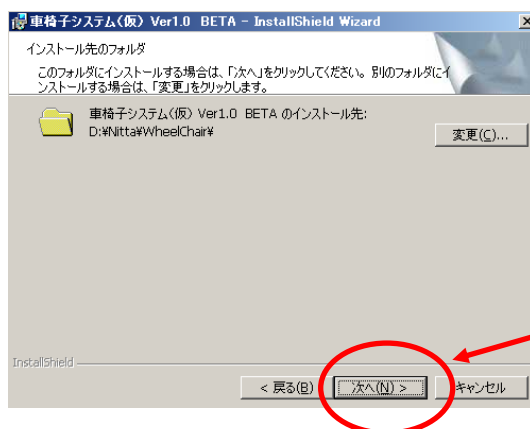 車椅子システム(仮) Ver1.0 BETA - InstallShield Wizard
インストール先のフォルダ
このフォルダにインストールする場合は、「次へ」をクリックしてください。別のフォルダにイ
ンストールする場合は、「変更」をクリックします。
車椅子システム(仮) Ver1.0 BETA のインストール先:
D:¥Nitta¥WheelChair¥
変更(C)...
InstallShield
< 戻る(B)
次へ(N) >
キャンセル